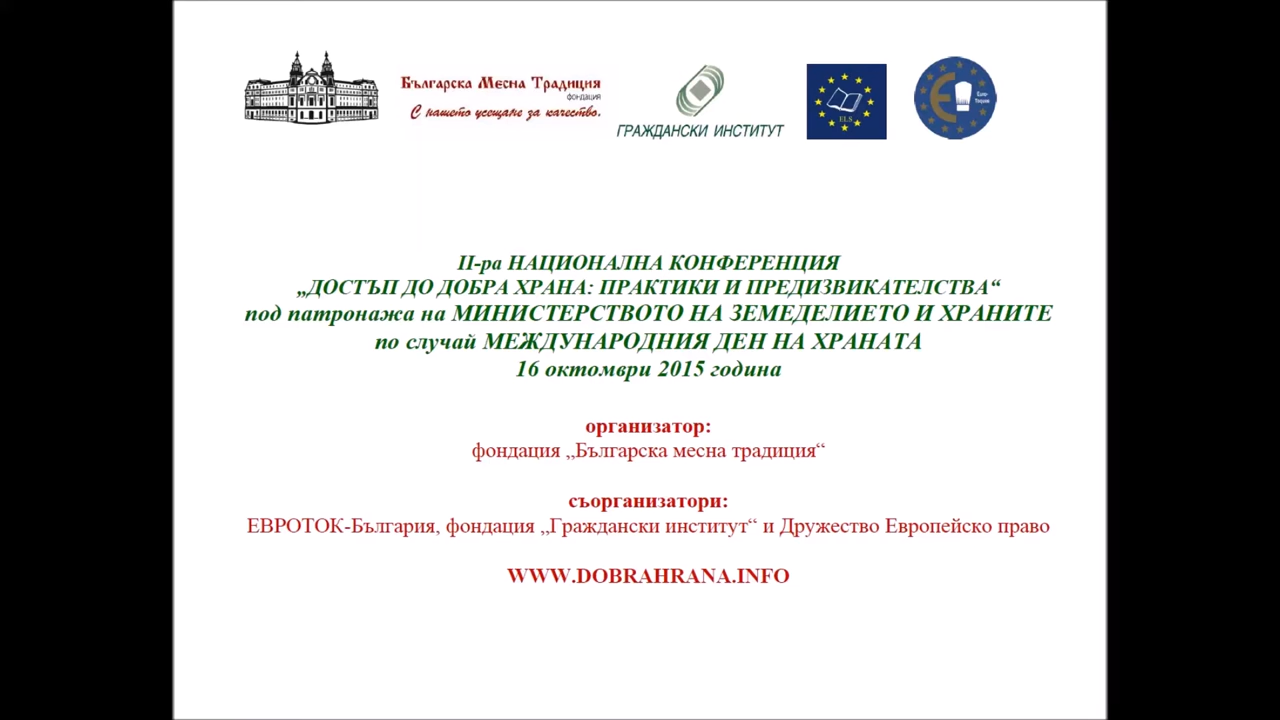 Българска Месна Традиция
фондация
С нашето усещане за качество.
ГРАЖДАНСКИ ИНСТИТУТ
ELS
Euro-
Toques
II-ра НАЦИОНАЛНА КОНФЕРЕНЦИЯ
„ДОСТЪП ДО ДОБРА ХРАНА: ПРАКТИКИ И ПРЕДИЗВИКАТЕЛСТВА“
под патронажа на МИНИСТЕРСТВОТО НА ЗЕМЕДЕЛИЕТО И ХРАНИТЕ
по случай МЕЖДУНАРОДНИЯ ДЕН НА ХРАНАТА
16 октомври 2015 година
организатор:
фондация „Българска месна традиция“
съорганизатори:
ЕВРОТОК-България, фондация „Граждански институт“ и Дружество Европейско право
WWW.DOBRAHRANA.INFO